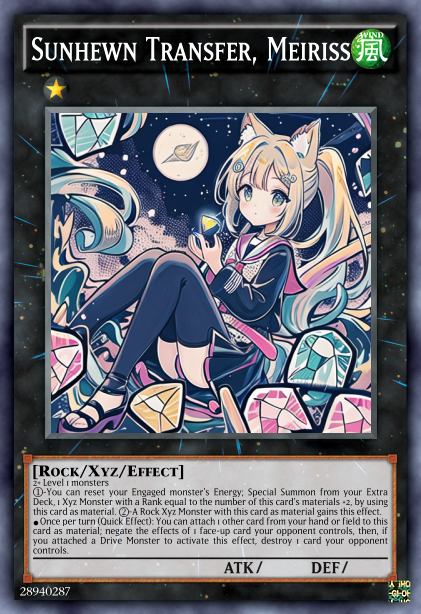 Sunhewn Transfer, Meiriss
WIND
風
[Rock/Xyz/Effect]
2+ Level 1 monsters
①-You can reset your Engaged monster's Energy; Special Summon from your Extra
Deck, 1 Xyz Monster with a Rank equal to the number of this card's materials +2, by using
this card as material. ②-A Rock Xyz Monster with this card as material gains this effect.
●Once per turn (Quick Effect): You can attach 1 other card from your hand or field to this
card as material; negate the effects of 1 face-up card your opponent controls, then, if
you attached a Drive Monster to activate this effect, destroy 1 card your opponent
controls.
ATK/ DEF/
28940287